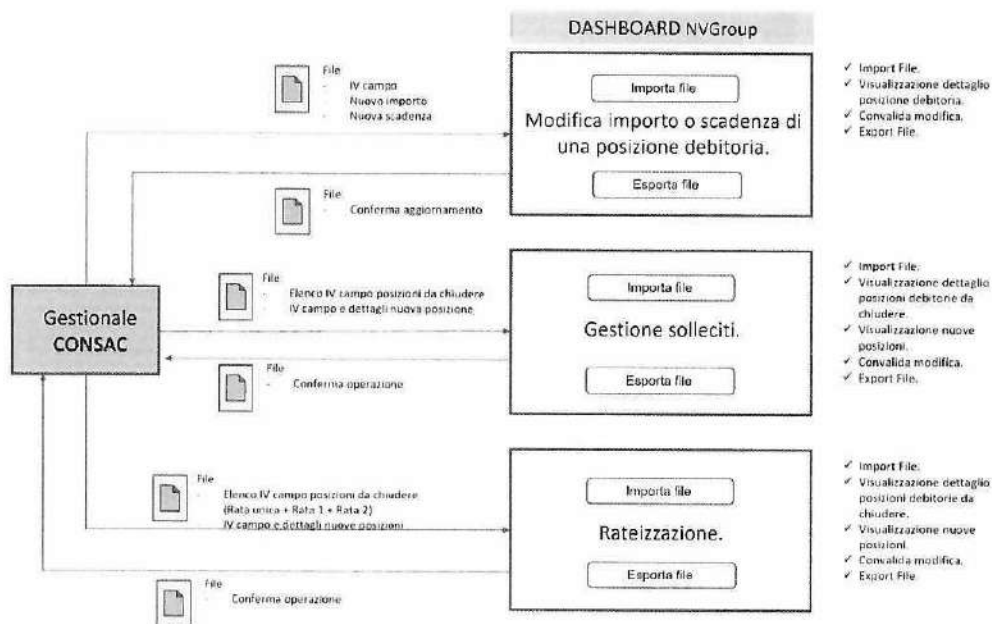 DASHBOARD NVGroup
File
- IV campo
- Nuovo importo
- Nuova scadenza
Importa file
Modifica importo o scadenza di
una posizione debitoria.
Esporta file
✓ Import File.
✓ Visualizzazione dettaglio
posizione debitoria.
✓ Convalida modifica.
✓ Export File.
File
- Conferma aggiornamento
Gestionale
CONSAC
File
- Elenco IV campo posizioni da chiudere
- IV campo e dettagli nuova posizione
Importa file
Gestione solleciti.
Esporta file
✓ Import File.
✓ Visualizzazione dettaglio
posizioni debitorie da
chiudere.
✓ Visualizzazione nuove
posizioni.
✓ Convalida modifica.
✓ Export File.
File
- Conferma operazione
File
- Elenco IV campo posizioni da chiudere
(Rata unica + Rata 1 + Rata 2)
- IV campo e dettagli nuove posizioni
Importa file
Rateizzazione.
Esporta file
✓ Import File.
✓ Visualizzazione dettaglio
posizioni debitorie da
chiudere.
✓ Visualizzazione nuove
posizioni.
✓ Convalida modifica.
✓ Export File
File
- Conferma operazione